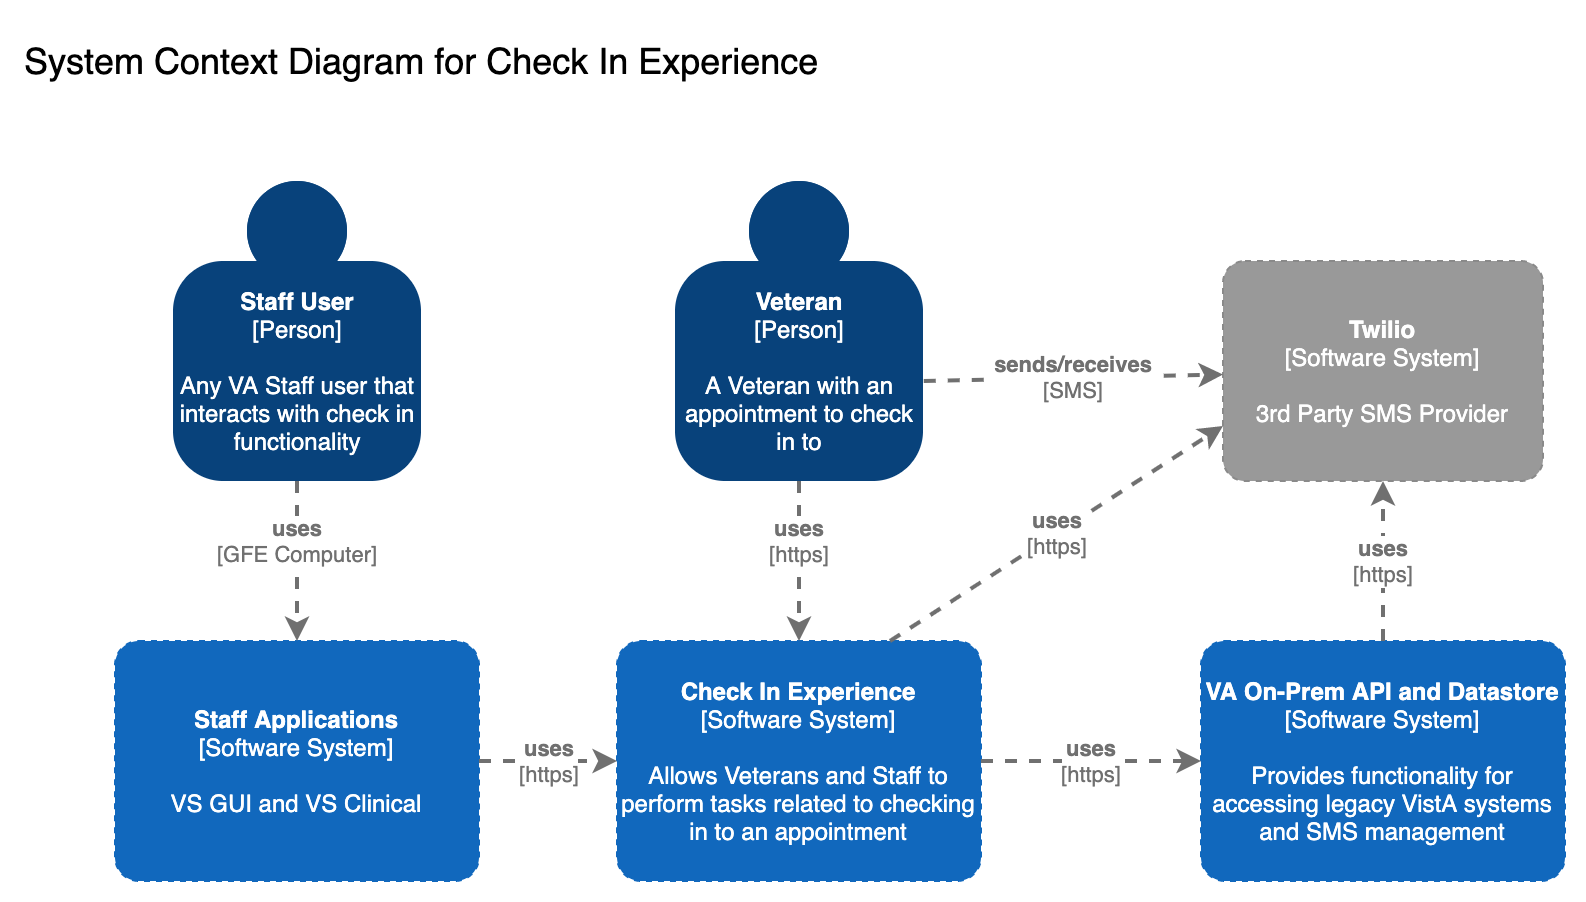 System Context Diagram for Check In Experience
Staff User
[Person]
Any VA Staff user that
interacts with check in
functionality
Veteran
[Person]
A Veteran with an
appointment to check
in to
sends/receives
[SMS]
Twilio
[Software System]
3rd Party SMS Provider
uses
[GFE Computer]
uses
[https]
uses
[https]
uses
[https]
Staff Applications
[Software System]
VS GUI and VS Clinical
uses
[https]
Check In Experience
[Software System]
Allows Veterans and Staff to
perform tasks related to checking
in to an appointment
uses
[https]
VA On-Prem API and Datastore
[Software System]
Provides functionality for
accessing legacy VistA systems
and SMS management